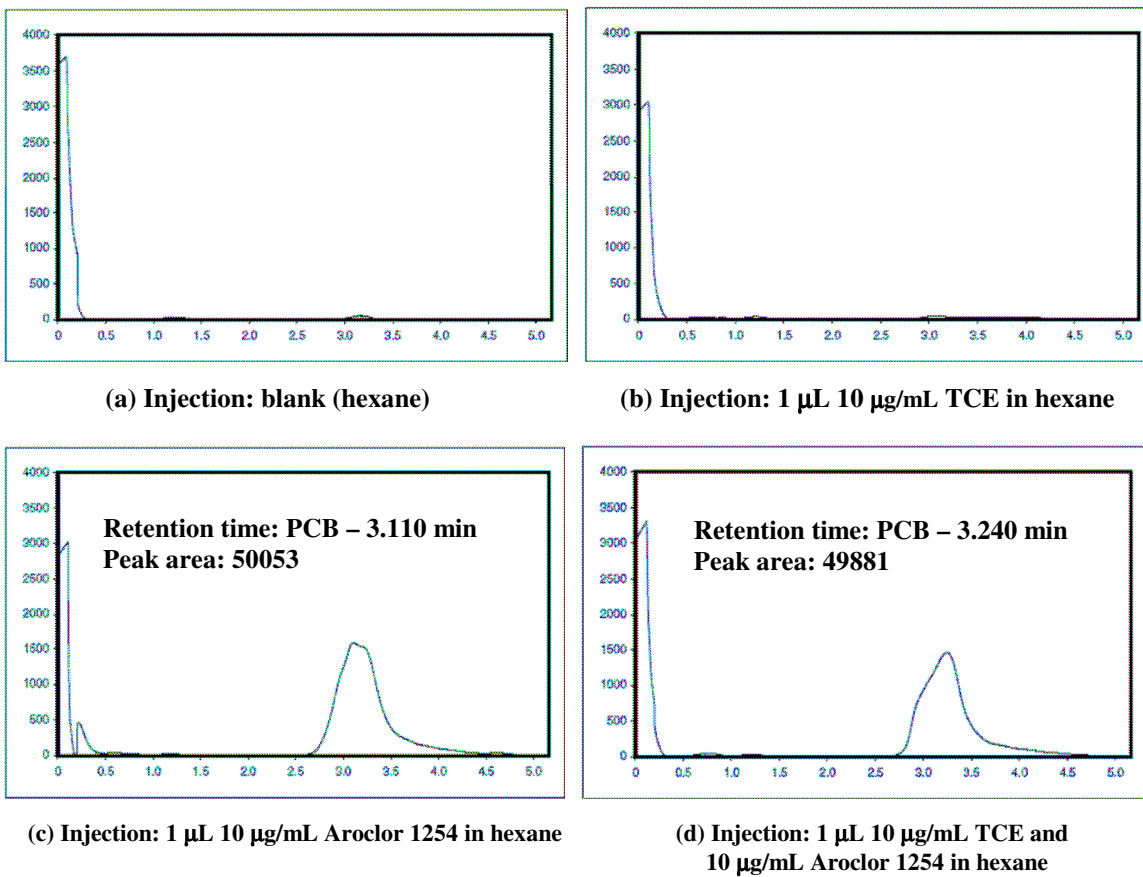 4000
3500
3000
2500
2000
1500
1000
500
0
0 0.5 1.0 1.5 2.0 2.5 3.0 3.5 4.0 4.5 5.0
(a) Injection: blank (hexane)
4000
3500
3000
2500
2000
1500
1000
500
0
0 0.5 1.0 1.5 2.0 2.5 3.0 3.5 4.0 4.5 5.0
(b) Injection: 1 µL 10 µg/mL TCE in hexane
4000
3500
3000
2500
2000
1500
1000
500
0
Retention time: PCB – 3.110 min
Peak area: 50053
0 0.5 1.0 1.5 2.0 2.5 3.0 3.5 4.0 4.5 5.0
(c) Injection: 1 µL 10 µg/mL Aroclor 1254 in hexane
4000
3500
3000
2500
2000
1500
1000
500
0
Retention time: PCB – 3.240 min
Peak area: 49881
0 0.5 1.0 1.5 2.0 2.5 3.0 3.5 4.0 4.5 5.0
(d) Injection: 1 µL 10 µg/mL TCE and
10 µg/mL Aroclor 1254 in hexane